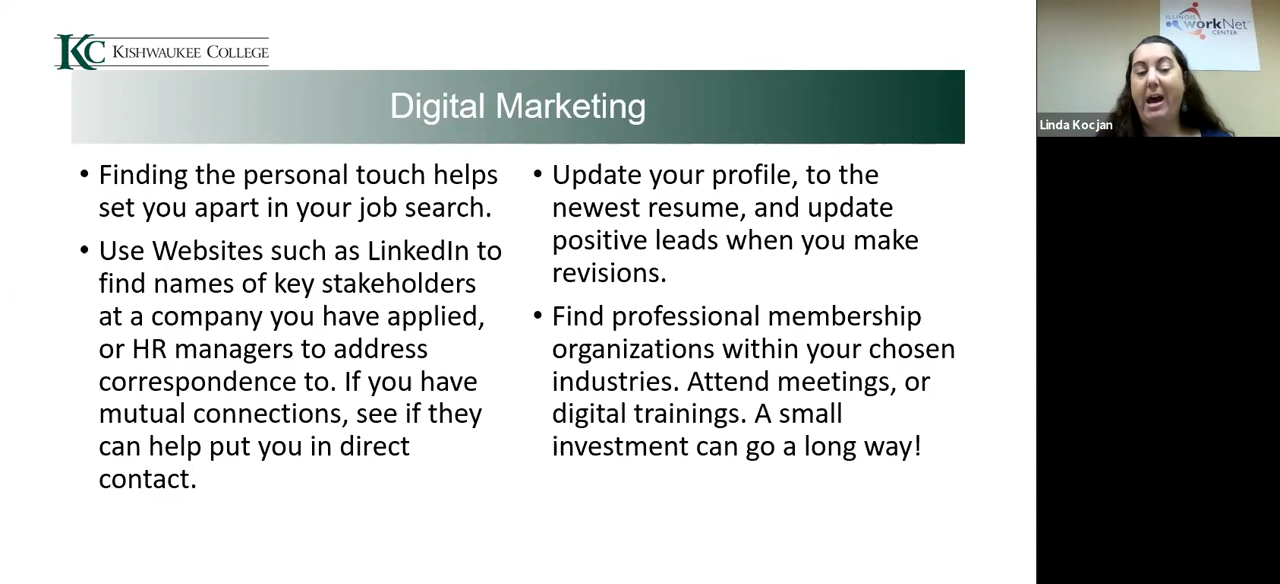 KC KISHWAUKEE COLLEGE
Digital Marketing
• Finding the personal touch helps
set you apart in your job search.
• Use Websites such as LinkedIn to
find names of key stakeholders
at a company you have applied,
or HR managers to address
correspondence to. If you have
mutual connections, see if they
can help put you in direct
contact.
• Update your profile, to the
newest resume, and update
positive leads when you make
revisions.
• Find professional membership
organizations within your chosen
industries. Attend meetings, or
digital trainings. A small
investment can go a long way!
ILLINOIS
workNet
CENTER
Linda Kocjan